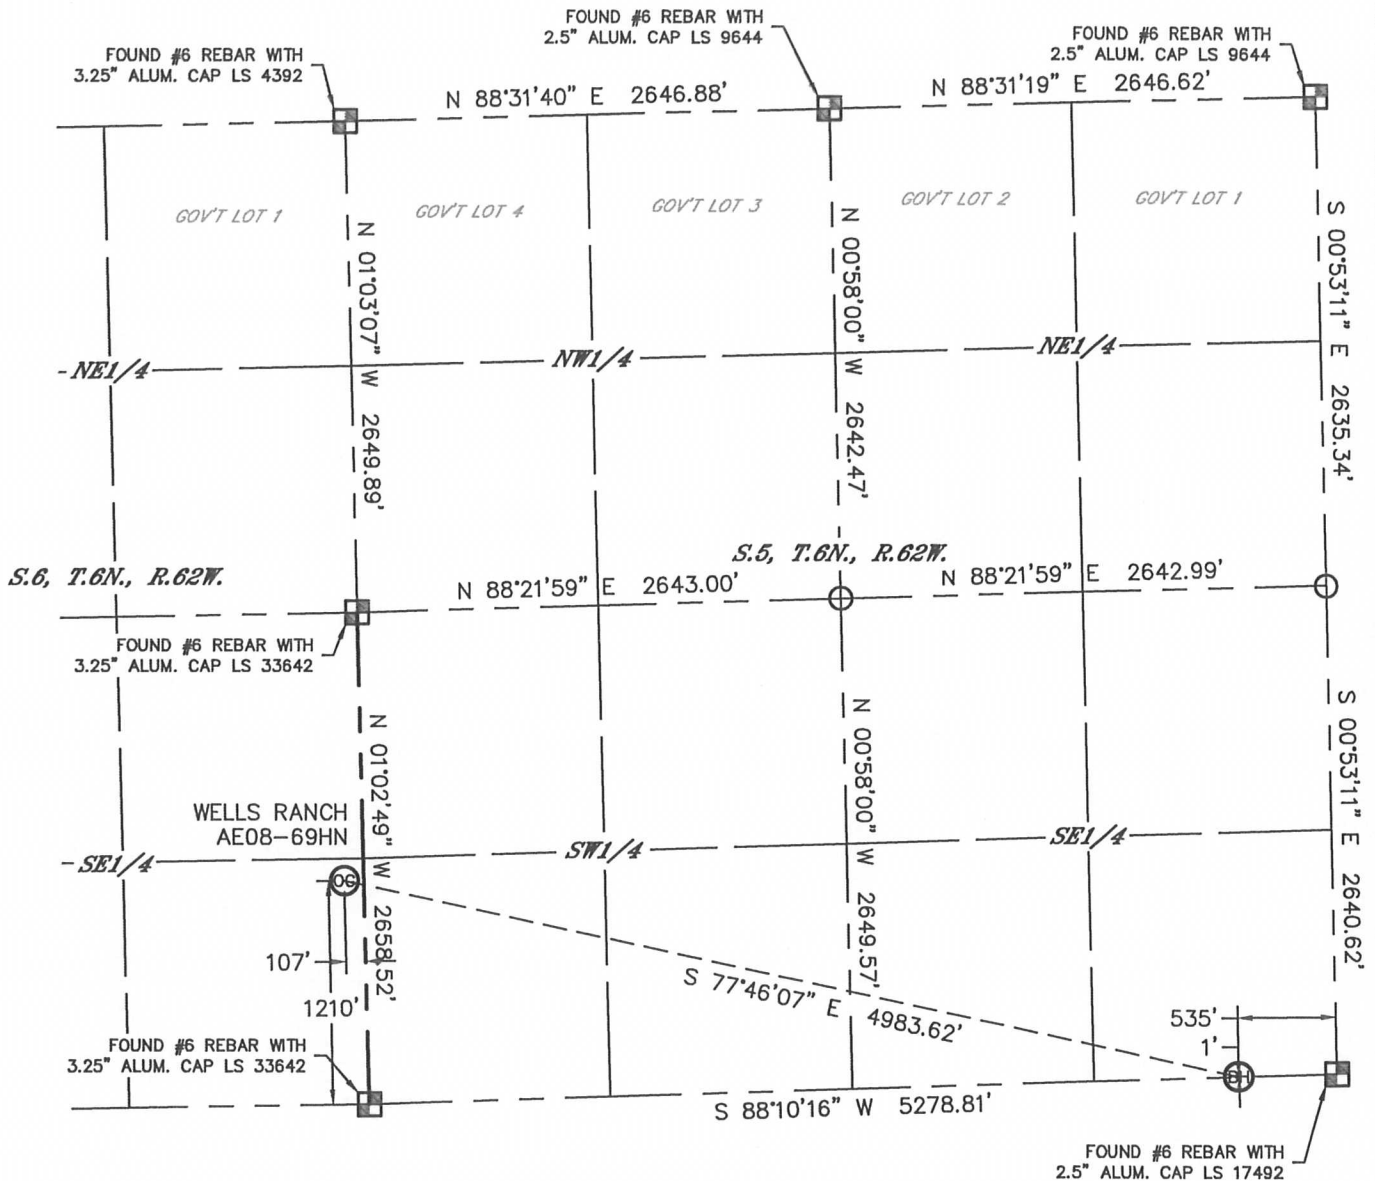 FOUND #6 REBAR WITH
2.5" ALUM. CAP LS 9644
FOUND #6 REBAR WITH
3.25" ALUM. CAP LS 4392
FOUND #6 REBAR WITH
2.5" ALUM. CAP LS 9644
N 88°31'40" E 2646.88'
N 88°31'19" E 2646.62'
GOV'T LOT 1
GOV'T LOT 4
GOV'T LOT 3
GOV'T LOT 2
GOV'T LOT 1
N 01°03'07" W 2649.89'
N 00°58'00" W 2642.47'
S 00°53'11" E 2635.34'
NE1/4
NW1/4
NE1/4
S.6, T.6N., R.62W.
S.5, T.6N., R.62W.
N 88°21'59" E 2643.00'
N 88°21'59" E 2642.99'
FOUND #6 REBAR WITH
3.25" ALUM. CAP LS 33642
N 01°02'49" W 2658.52'
N 00°58'00" W 2649.57'
S 00°53'11" E 2640.62'
WELLS RANCH
AE08-69HN
SE1/4
SW1/4
SE1/4
OG
107'
1210'
S 77°46'07" E 4983.62'
535'
1'
BH
FOUND #6 REBAR WITH
3.25" ALUM. CAP LS 33642
S 88°10'16" W 5278.81'
FOUND #6 REBAR WITH
2.5" ALUM. CAP LS 17492